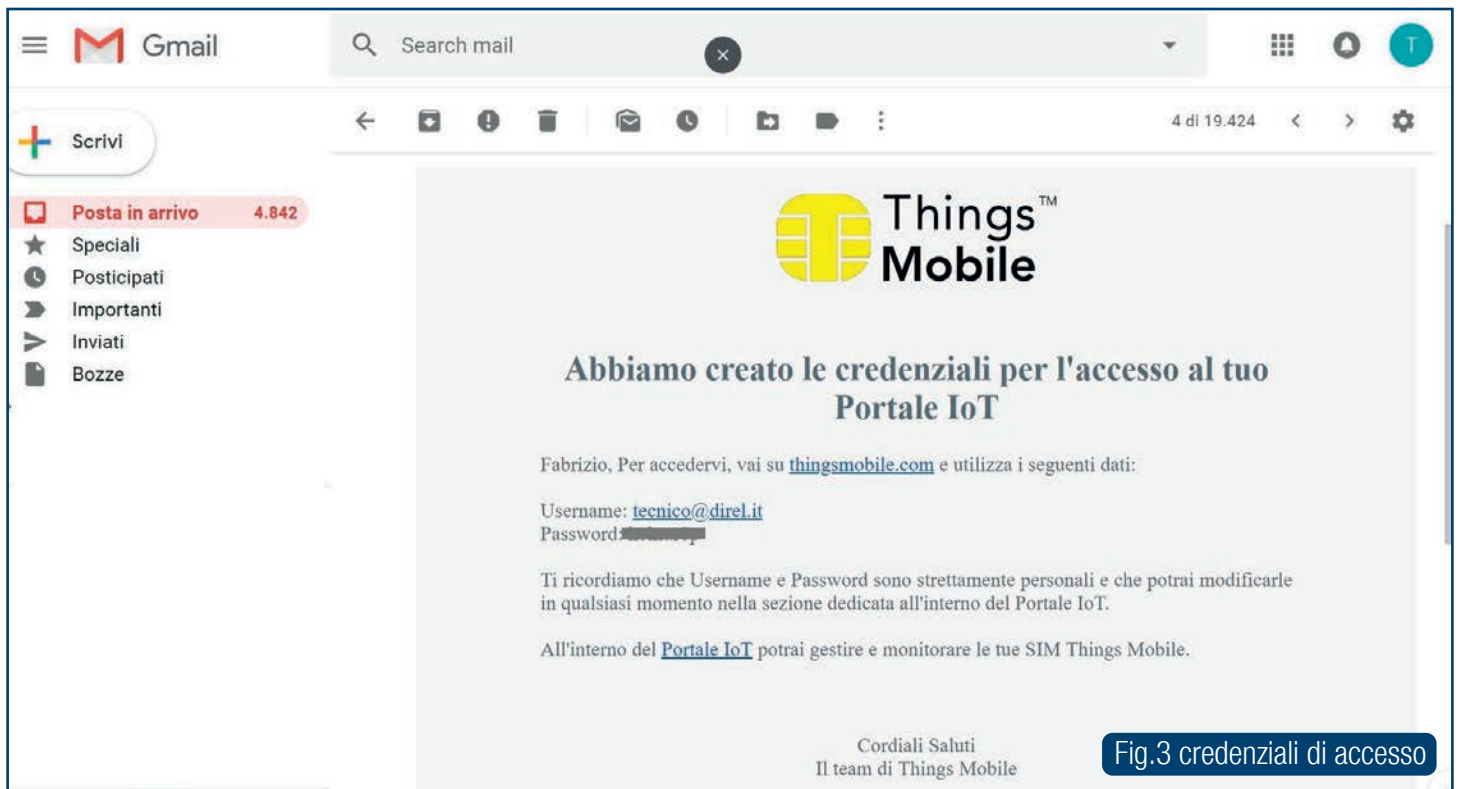 Gmail
Search mail
T
Scrivi
4 di 19.424
Posta in arrivo 4.842
Speciali
Posticipati
Importanti
Inviati
Bozze
Things™
Mobile
Abbiamo creato le credenziali per l'accesso al tuo
Portale IoT
Fabrizio, Per accedervi, vai su thingsmobile.com e utilizza i seguenti dati:
Username: tecnico@direl.it
Password:
Ti ricordiamo che Username e Password sono strettamente personali e che potrai modificarle
in qualsiasi momento nella sezione dedicata all'interno del Portale IoT.
All'interno del Portale IoT potrai gestire e monitorare le tue SIM Things Mobile.
Cordiali Saluti
Il team di Things Mobile
Fig.3 credenziali di accesso